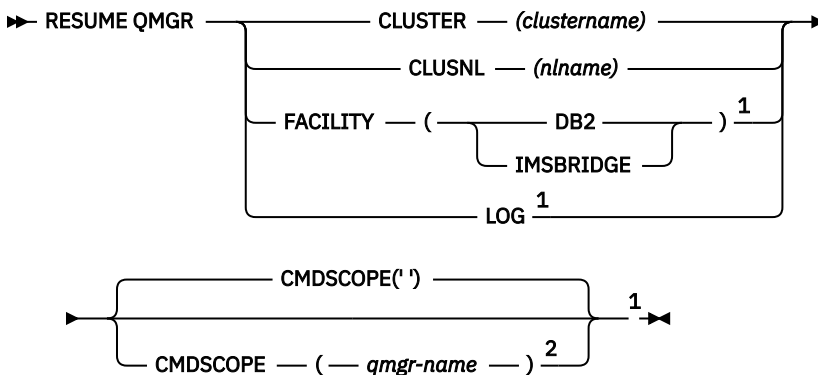 RESUME QMGR CLUSTER (clustername)
CLUSNL (nlname)
FACILITY ( DB2 ) 1
IMSBRIDGE
LOG 1
CMDSCOPE(' ')
1
CMDSCOPE ( qmgr-name ) 2